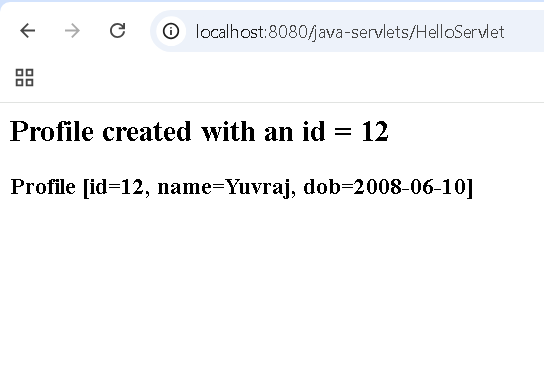 localhost:8080/java-servlets/HelloServlet
Profile created with an id = 12
Profile [id=12, name=Yuvraj, dob=2008-06-10]